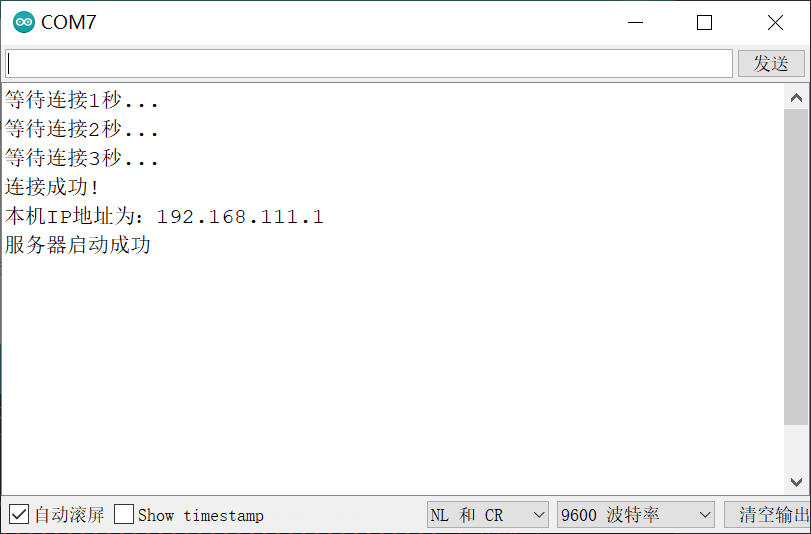 COM7
发送
等待连接1秒...
等待连接2秒...
等待连接3秒...
连接成功!
本机IP地址为: 192.168.111.1
服务器启动成功
自动滚屏 Show timestamp NL 和 CR 9600 波特率 清空输出